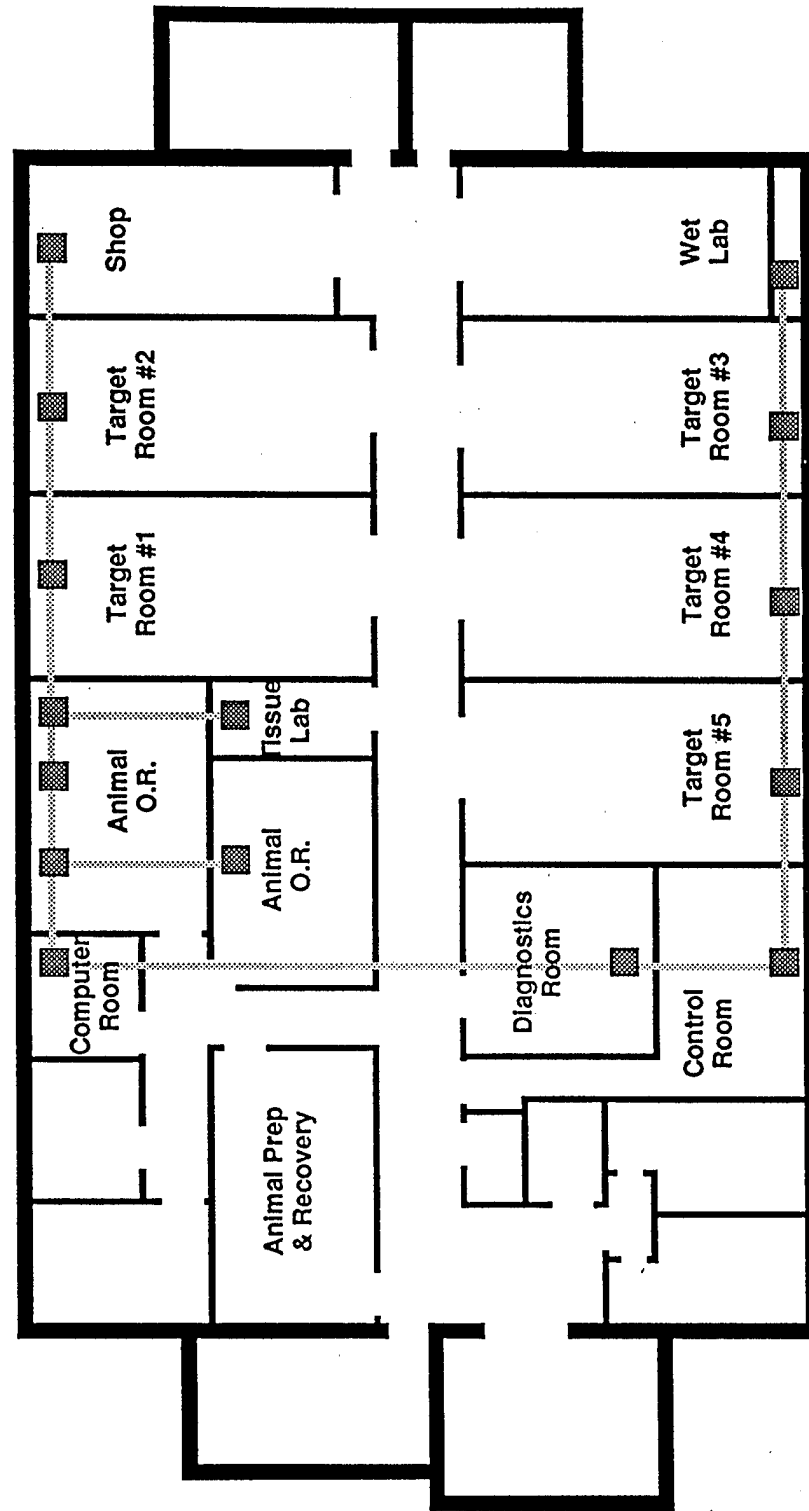 Computer
Room
Animal
O.R.
Target
Room #1
Target
Room #2
Shop
Animal Prep
& Recovery
Animal
O.R.
Tissue
Lab
Diagnostics
Room
Control
Room
Target
Room #5
Target
Room #4
Target
Room #3
Wet
Lab